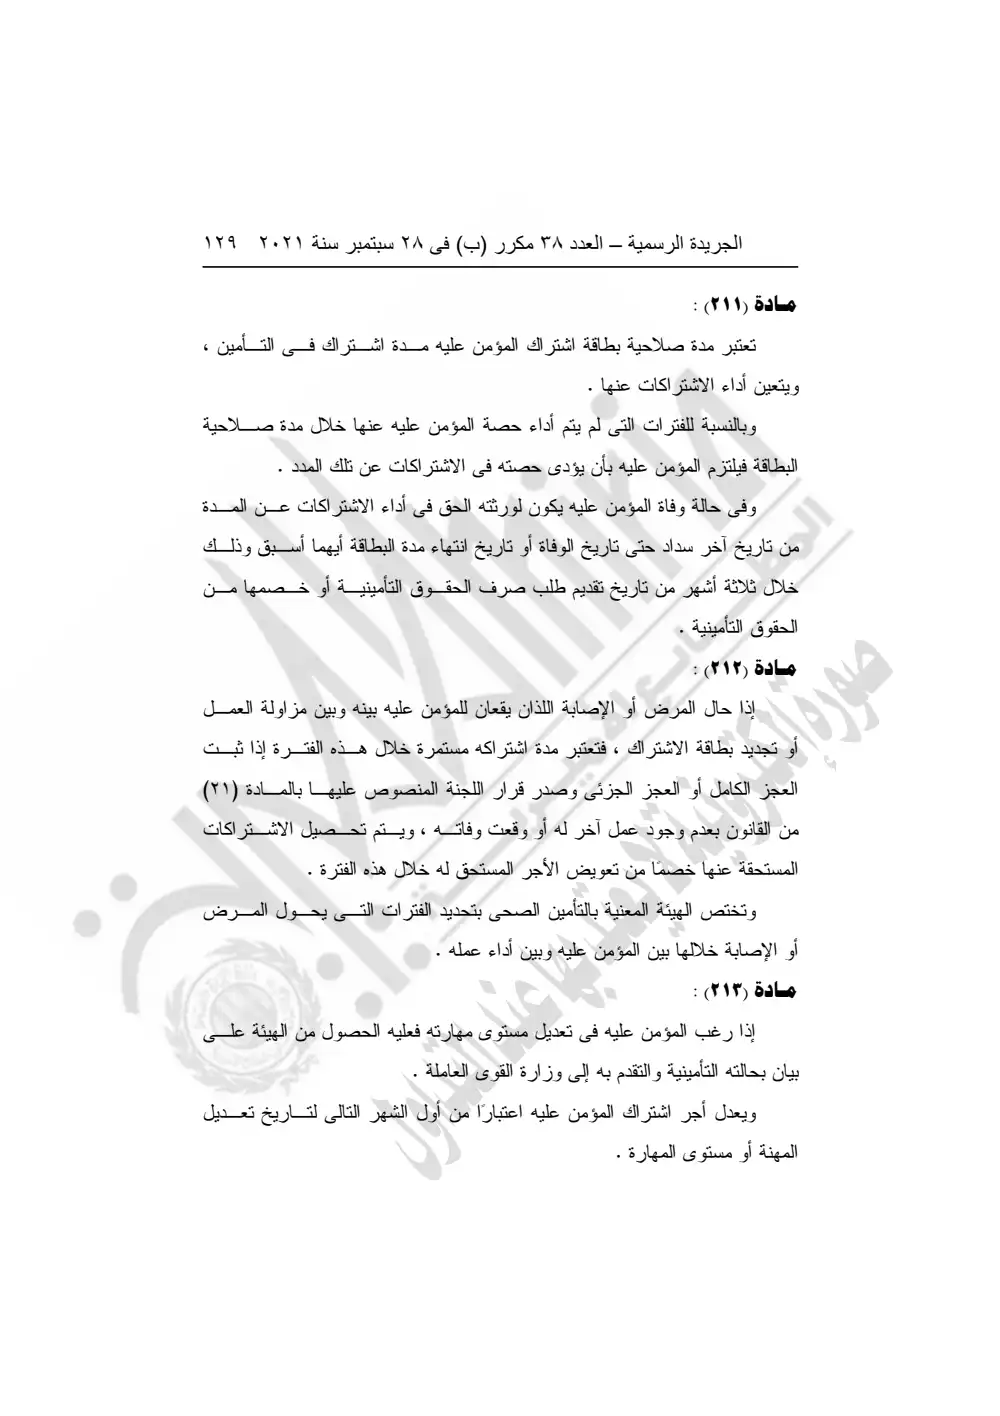 الجريدة الرسمية – العدد ٣٨ مكرر (ب) فى ٢٨ سبتمبر سنة ٢٠٢١ ١٢٩
مادة (٢١١) :
تعتبر مدة صلاحية بطاقة اشتراك المؤمن عليه مدة اشتراك فى التأمين ،
ويتعين أداء الاشتراكات عنها .
وبالنسبة للفترات التى لم يتم أداء حصة المؤمن عليه عنها خلال مدة صلاحية
البطاقة فيلتزم المؤمن عليه بأن يؤدى حصته فى الاشتراكات عن تلك المدد .
وفى حالة وفاة المؤمن عليه يكون لورثته الحق فى أداء الاشتراكات عن المدة
من تاريخ آخر سداد حتى تاريخ الوفاة أو تاريخ انتهاء مدة البطاقة أيهما أسبق وذلك
خلال ثلاثة أشهر من تاريخ تقديم طلب صرف الحقوق التأمينية أو خصمها من
الحقوق التأمينية .
مادة (٢١٢) :
إذا حال المرض أو الإصابة اللذان يقعان للمؤمن عليه بينه وبين مزاولة العمل
أو تجديد بطاقة الاشتراك ، فتعتبر مدة اشتراكه مستمرة خلال هذه الفترة إذا ثبت
العجز الكامل أو العجز الجزئى وصدر قرار اللجنة المنصوص عليها بالمادة (٢١)
من القانون بعدم وجود عمل آخر له أو وقعت وفاته ، ويتم تحصيل الاشتراكات
المستحقة عنها خصمًا من تعويض الأجر المستحق له خلال هذه الفترة .
وتختص الهيئة المعنية بالتأمين الصحى بتحديد الفترات التى يحول المرض
أو الإصابة خلالها بين المؤمن عليه وبين أداء عمله .
مادة (٢١٣) :
إذا رغب المؤمن عليه فى تعديل مستوى مهارته فعليه الحصول من الهيئة على
بيان بحالته التأمينية والتقدم به إلى وزارة القوى العاملة .
ويعدل أجر اشتراك المؤمن عليه اعتبارًا من أول الشهر التالى لتاريخ تعديل
المهنة أو مستوى المهارة .
صورة إلكترونية لا يعتد بها عند التداول